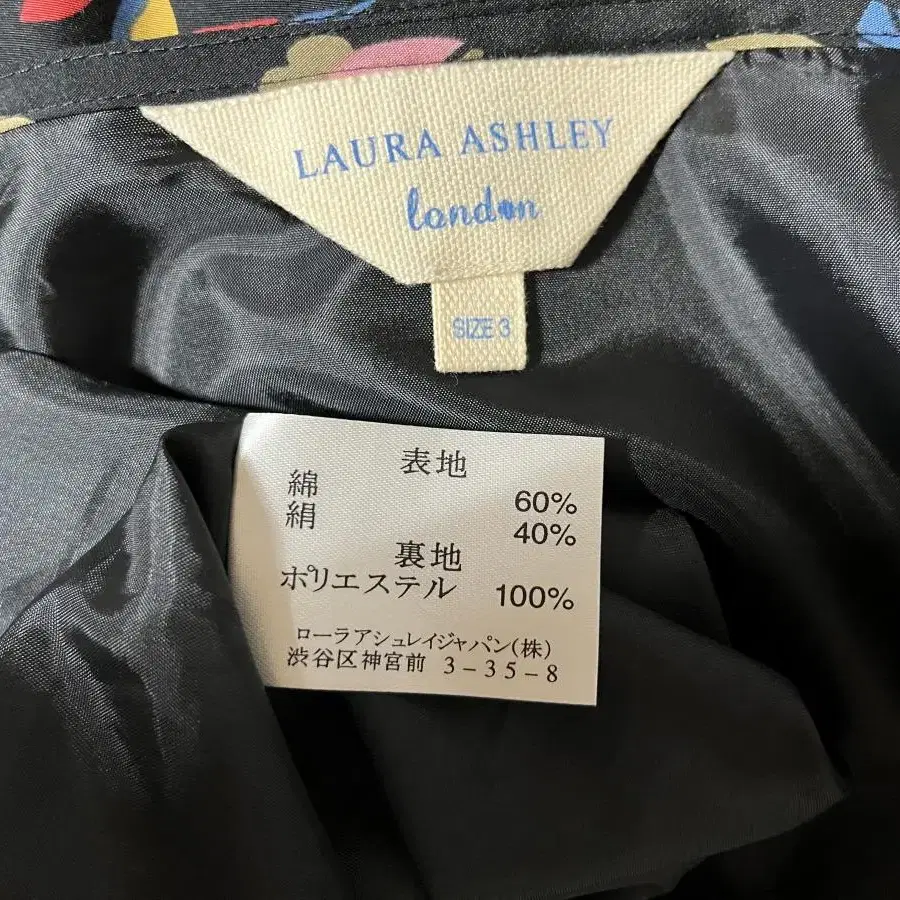 LAURA ASHLEY
london
SIZE 3
表地
綿 60%
絹 40%
裏地
ポリエステル 100%
ローラアシュレイジャパン(株)
渋谷区神宮前 3-35-8